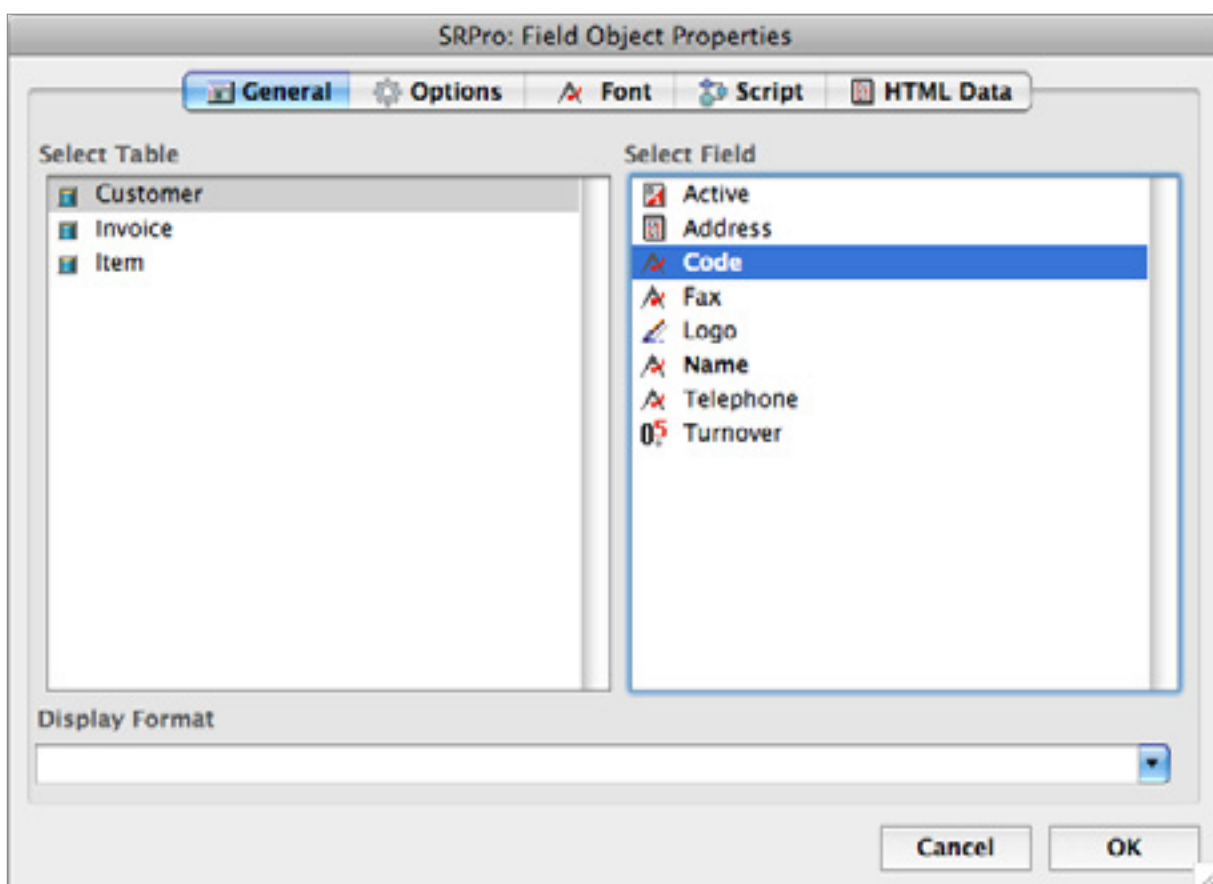 SRPro: Field Object Properties
General Options Font Script HTML Data
Select Table
Customer
Invoice
Item
Select Field
Active
Address
Code
Fax
Logo
Name
Telephone
Turnover
Display Format
Cancel OK